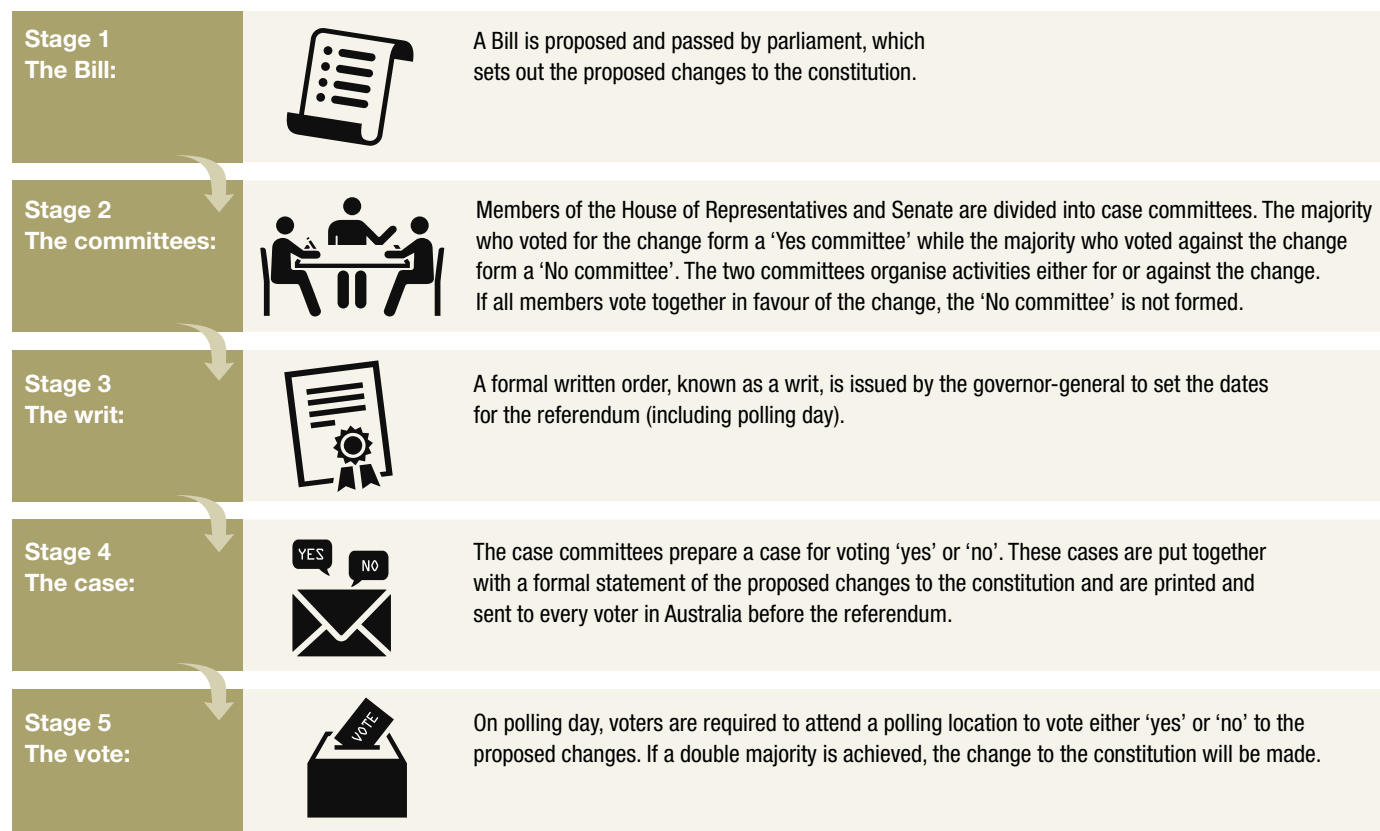 Stage 1
The Bill:
A Bill is proposed and passed by parliament, which
sets out the proposed changes to the constitution.
Stage 2
The committees:
Members of the House of Representatives and Senate are divided into case committees. The majority
who voted for the change form a ‘Yes committee’ while the majority who voted against the change
form a ‘No committee’. The two committees organise activities either for or against the change.
If all members vote together in favour of the change, the ‘No committee’ is not formed.
Stage 3
The writ:
A formal written order, known as a writ, is issued by the governor-general to set the dates
for the referendum (including polling day).
Stage 4
The case:
YES
NO
The case committees prepare a case for voting ‘yes’ or ‘no’. These cases are put together
with a formal statement of the proposed changes to the constitution and are printed and
sent to every voter in Australia before the referendum.
Stage 5
The vote:
VOTE
On polling day, voters are required to attend a polling location to vote either ‘yes’ or ‘no’ to the
proposed changes. If a double majority is achieved, the change to the constitution will be made.